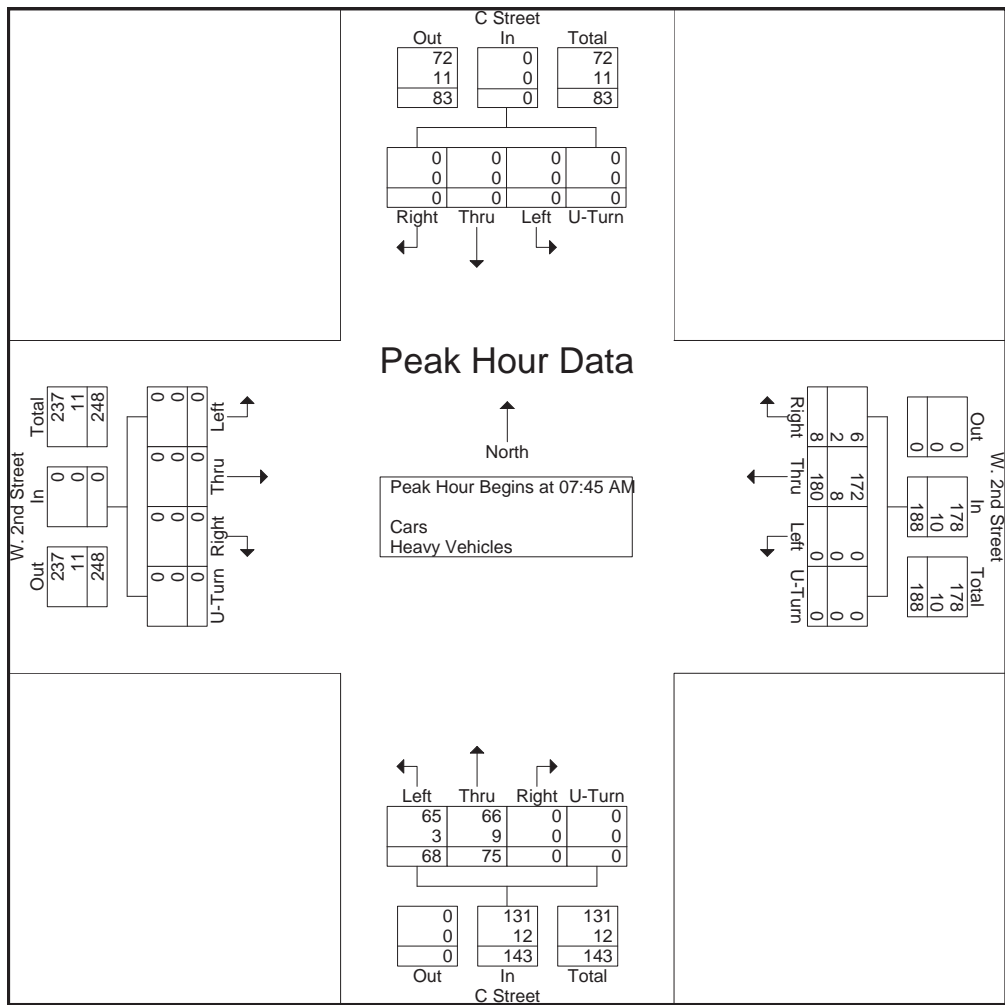 C Street
Out In Total
72 0 72
11 0 11
83 0 83
0 0 0 0
0 0 0 0
0 0 0 0
Right Thru Left U-Turn
Peak Hour Data
North
Peak Hour Begins at 07:45 AM
Cars
Heavy Vehicles
W. 2nd Street
Total In Out
237 0 237
11 0 11
248 0 248
Left Thru Right U-Turn
0 0 0 0
0 0 0 0
0 0 0 0
W. 2nd Street
Out In Total
0 178 178
0 10 10
0 188 188
6 172 0 0
2 8 0 0
8 180 0 0
Right Thru Left U-Turn
Left Thru Right U-Turn
65 66 0 0
3 9 0 0
68 75 0 0
0 131 131
0 12 12
0 143 143
Out In Total
C Street